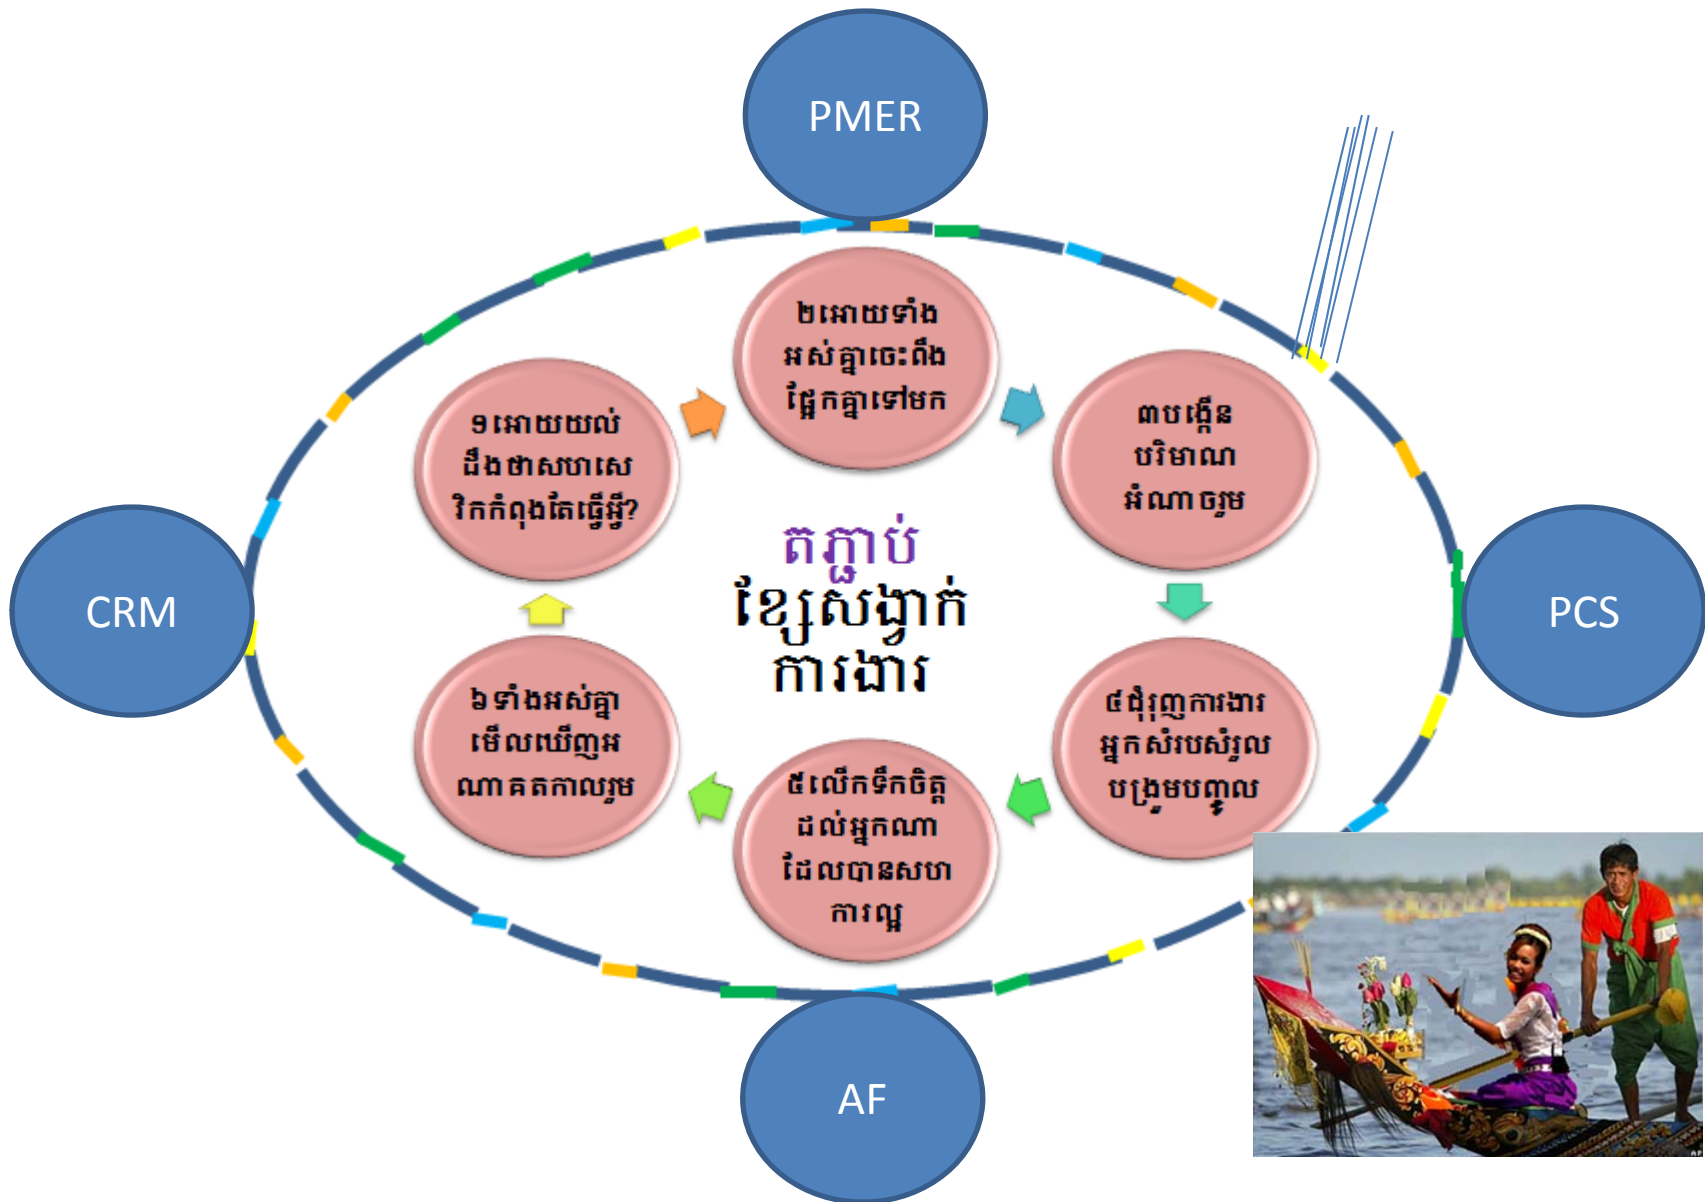 PMER
២អោយទាំង
អស់គ្នាចេះពឹង
ផ្អែកគ្នាទៅមក
១អោយយល់
ដឹងថាសហសេ
វិកកំពុងតែធ្វើអ្វី?
៣បង្កើន
បរិមាណ
អំណាចរួម
តភ្ជាប់
ខ្សែសង្វាក់
ការងារ
CRM
PCS
៦ទាំងអស់គ្នា
មើលឃើញអ
ណាគតកាលរួម
៤ជុំរុញការងារ
អ្នកសំរបសំរួល
បង្រួមបញ្ចូល
៥លើកទឹកចិត្ត
ដល់អ្នកណា
ដែលបានសហ
ការល្អ
AF